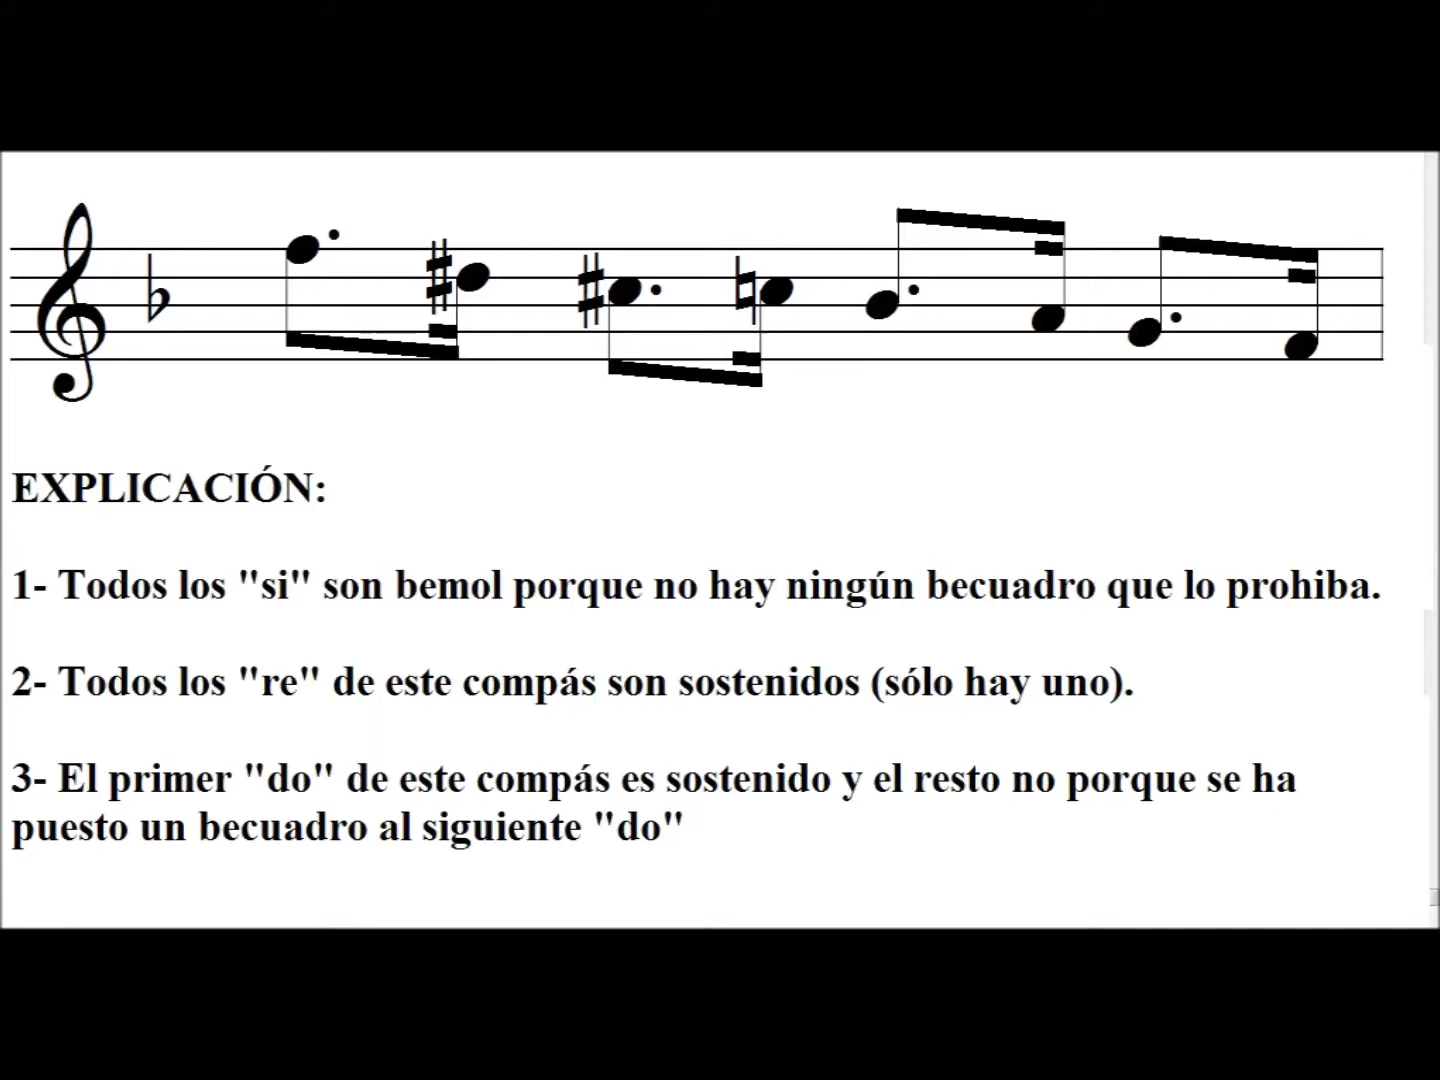 EXPLICACIÓN:
1- Todos los "si" son bemol porque no hay ningún becuadro que lo prohiba.
2- Todos los "re" de este compás son sostenidos (sólo hay uno).
3- El primer "do" de este compás es sostenido y el resto no porque se ha
puesto un becuadro al siguiente "do"